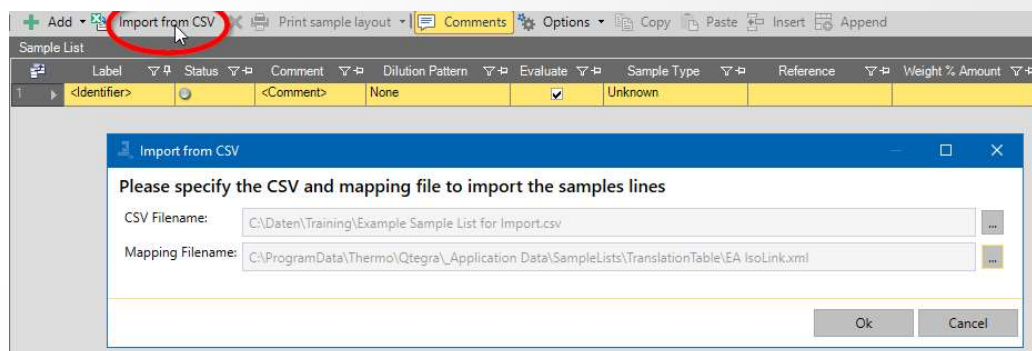 Add Import from CSV Print sample layout Comments Options Copy Paste Insert Append
Sample List
Label Status Comment Dilution Pattern Evaluate Sample Type Reference Weight % Amount
1 <Identifier> <Comment> None Unknown
Import from CSV
Please specify the CSV and mapping file to import the samples lines
CSV Filename: C:\Daten\Training\Example Sample List for Import.csv ...
Mapping Filename: C:\ProgramData\Thermo\Qtegra\_Application Data\SampleLists\TranslationTable\EA IsoLink.xml ...
Ok Cancel